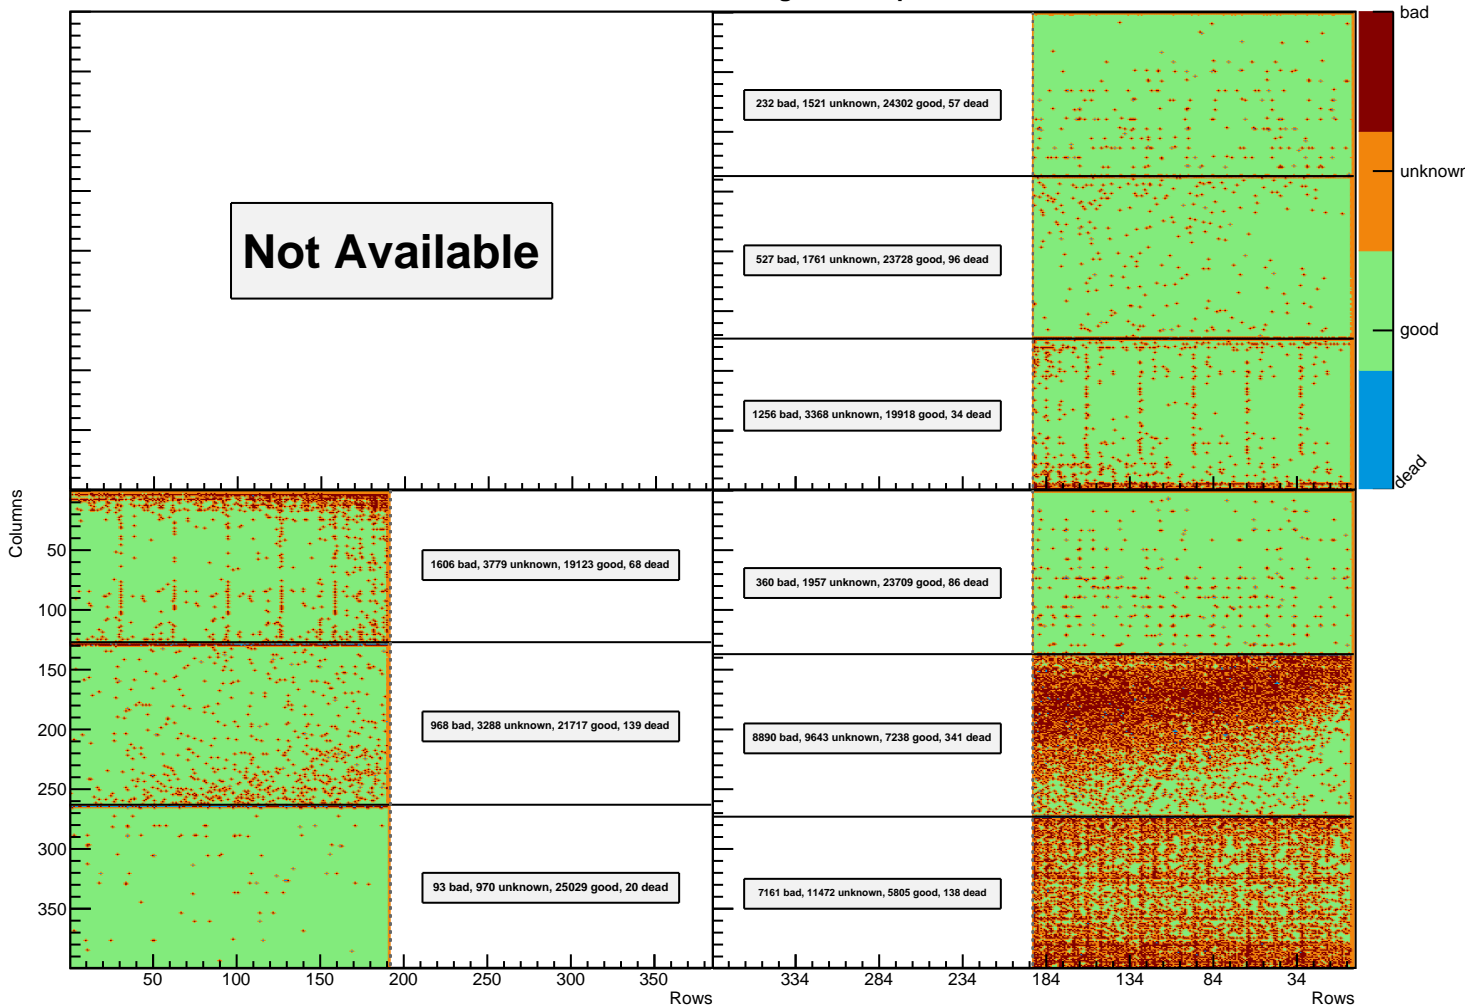 bad
232 bad, 1521 unknown, 24302 good, 57 dead
unknown
Not Available
527 bad, 1761 unknown, 23728 good, 96 dead
good
1256 bad, 3368 unknown, 19918 good, 34 dead
dead
Columns
50
1606 bad, 3779 unknown, 19123 good, 68 dead
360 bad, 1957 unknown, 23709 good, 86 dead
100
150
200
968 bad, 3288 unknown, 21717 good, 139 dead
8890 bad, 9643 unknown, 7238 good, 341 dead
250
300
93 bad, 970 unknown, 25029 good, 20 dead
7161 bad, 11472 unknown, 5805 good, 138 dead
350
50 100 150 200 250 300 350 334 284 234 184 134 84 34
Rows Rows